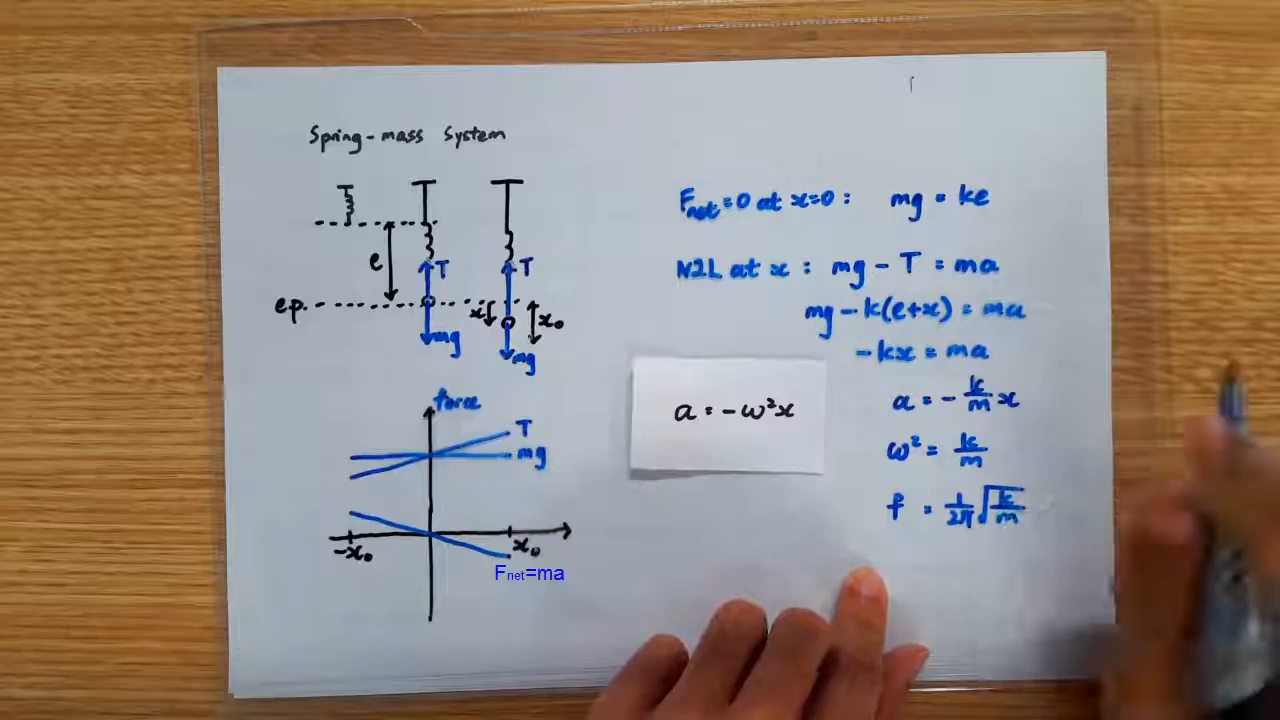 Spring-mass System
e
T
T
e.p.
x
x₀
mg
mg
force
T
mg
-x₀
x₀
Fnet=ma
Fnet=0 at x=0 : mg = ke
N2L at x : mg - T = ma
mg - k(e+x) = ma
-kx = ma
a = - k/m x
ω² = k/m
f = 1/2π √k/m
a = -ω²x